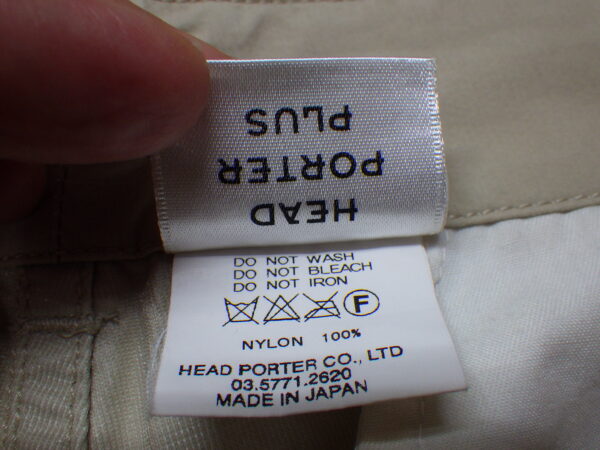 HEAD
PORTER
PLUS
DO NOT WASH
DO NOT BLEACH
DO NOT IRON
F
NYLON 100%
HEAD PORTER CO., LTD
03.5771.2620
MADE IN JAPAN